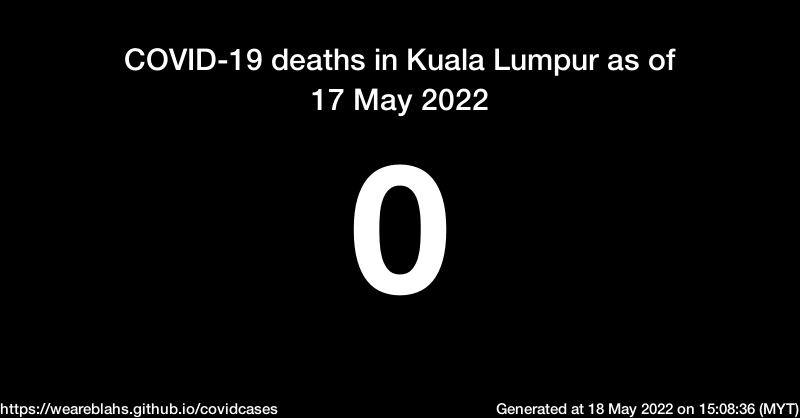 COVID-19 deaths in Kuala Lumpur as of
17 May 2022
0
https://weareblahs.github.io/covidcases
Generated at 18 May 2022 on 15:08:36 (MYT)